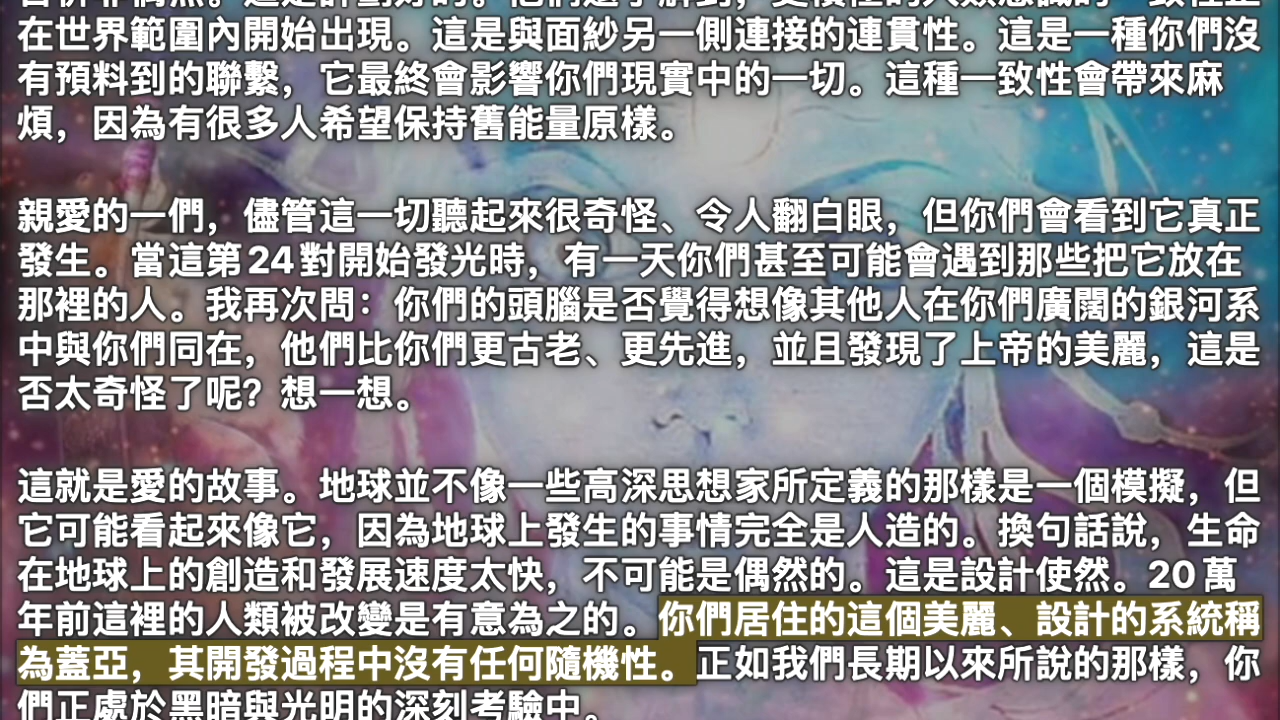 在世界範圍內開始出現。這是與面紗另一側連接的連貫性。這是一種你們沒
有預料到的聯繫，它最終會影響你們現實中的一切。這種一致性會帶來麻
煩，因為有很多人希望保持舊能量原樣。
親愛的一們，儘管這一切聽起來很奇怪、令人翻白眼，但你們會看到它真正
發生。當這第24對開始發光時，有一天你們甚至可能會遇到那些把它放在
那裡的人。我再次問：你們的頭腦是否覺得想像其他人在你們廣闊的銀河系
中與你們同在，他們比你們更古老、更先進，並且發現了上帝的美麗，這是
否太奇怪了呢？想一想。
這就是愛的故事。地球並不像一些高深思想家所定義的那樣是一個模擬，但
它可能看起來像它，因為地球上發生的事情完全是人造的。換句話說，生命
在地球上的創造和發展速度太快，不可能是偶然的。這是設計使然。20萬
年前這裡的人類被改變是有意為之的。你們居住的這個美麗、設計的系統稱
為蓋亞，其開發過程中沒有任何隨機性。正如我們長期以來所說的那樣，你
們正處於黑暗與光明的深刻考驗中。